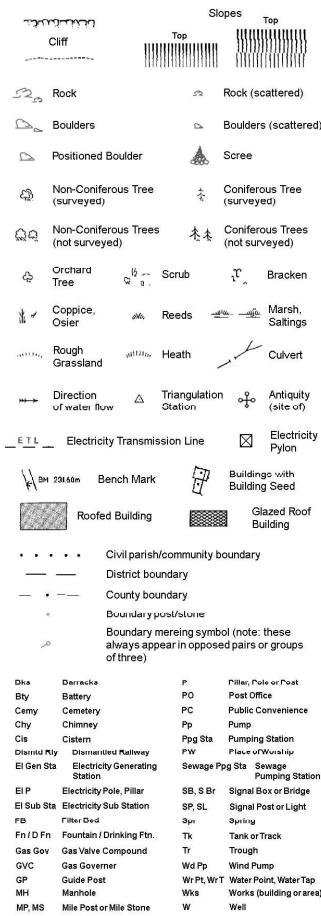 Slopes
Top
Top
Cliff
Rock
Rock (scattered)
Boulders
Boulders (scattered)
Positioned Boulder
Scree
Non-Coniferous Tree
(surveyed)
Coniferous Tree
(surveyed)
Non-Coniferous Trees
(not surveyed)
Coniferous Trees
(not surveyed)
Orchard
Tree
Scrub
Bracken
Coppice,
Osier
Reeds
Marsh,
Saltings
Rough
Grassland
Heath
Culvert
Direction
of water flow
Triangulation
Station
Antiquity
(site of)
E T L
Electricity Transmission Line
Electricity
Pylon
BM 231.60m
Bench Mark
Buildings with
Building Seed
Roofed Building
Glazed Roof
Building
Civil parish/community boundary
District boundary
County boundary
Boundary post/stone
Boundary mereing symbol (note: these
always appear in opposed pairs or groups
of three)
Bks Barracks
P Pillar, Pole or Post
Bty Battery
PO Post Office
Cemy Cemetery
PC Public Convenience
Chy Chimney
Pp Pump
Cis Cistern
Ppg Sta Pumping Station
Dismtd Rly Dismantled Railway
PW Place of Worship
El Gen Sta Electricity Generating
Station
Sewage Ppg Sta Sewage
Pumping Station
El P Electricity Pole, Pillar
SB, S Br Signal Box or Bridge
El Sub Sta Electricity Sub Station
SP, SL Signal Post or Light
FB Filter Bed
Spr Spring
Fn / D Fn Fountain / Drinking Ftn.
Tk Tank or Track
Gas Gov Gas Valve Compound
Tr Trough
GVC Gas Governer
Wd Pp Wind Pump
GP Guide Post
Wr Pt, Wr T Water Point, Water Tap
MH Manhole
Wks Works (building or area)
MP, MS Mile Post or Mile Stone
W Well